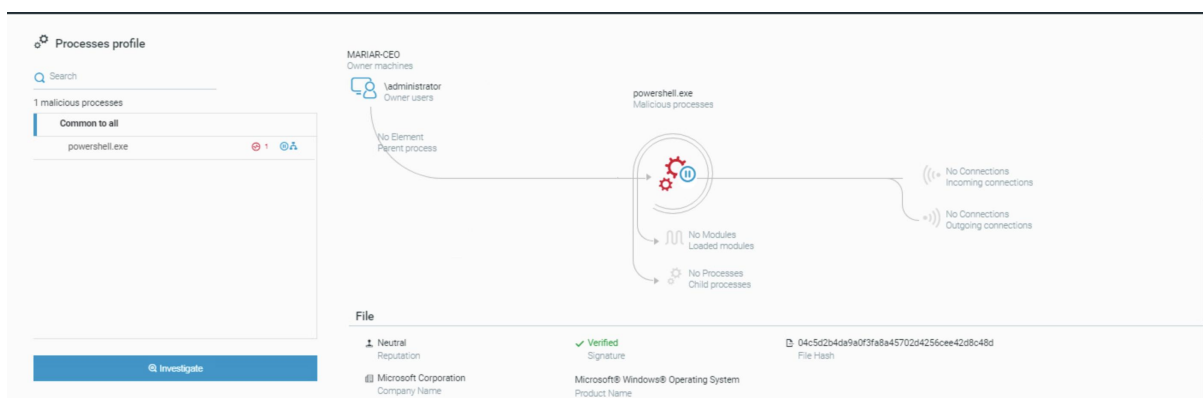 Processes profile
Search
1 malicious processes
Common to all
powershell.exe 1
Investigate
MARIAR-CEO
Owner machines
\administrator
Owner users
No Element
Parent process
powershell.exe
Malicious processes
No Connections
Incoming connections
No Connections
Outgoing connections
No Modules
Loaded modules
No Processes
Child processes
File
Neutral
Reputation
Verified
Signature
04c5d2b4da9a0f3fa8a45702d4256cee42d8c48d
File Hash
Microsoft Corporation
Company Name
Microsoft® Windows® Operating System
Product Name